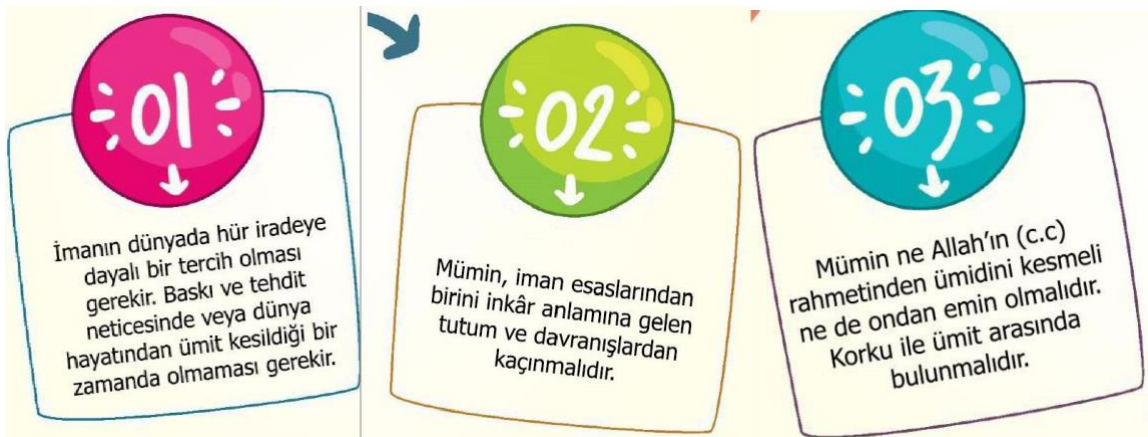 01
İmanın dünyada hür iradeye
dayalı bir tercih olması
gerekir. Baskı ve tehdit
neticesinde veya dünya
hayatından ümit kesildiği bir
zamanda olmaması gerekir.
02
Mümin, iman esaslarından
birini inkâr anlamına gelen
tutum ve davranışlardan
kaçınmalıdır.
03
Mümin ne Allah’ın (c.c)
rahmetinden ümidini kesmeli
ne de ondan emin olmalıdır.
Korku ile ümit arasında
bulunmalıdır.